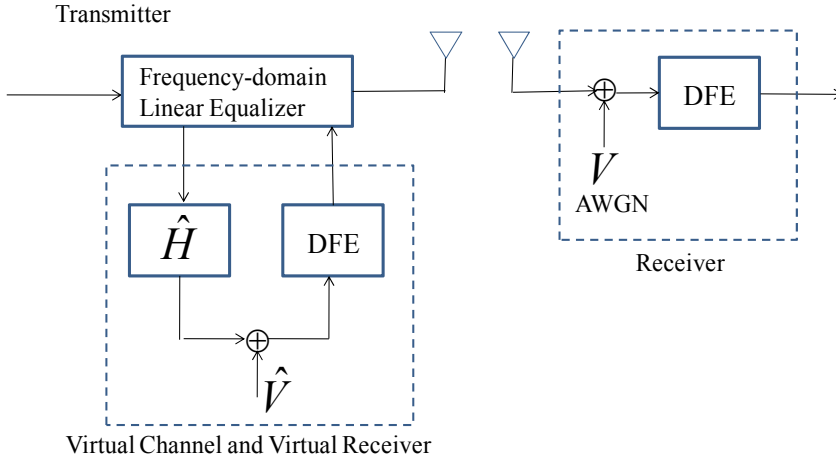 Transmitter
Frequency-domain
Linear Equalizer
DFE
V
AWGN
Receiver
Ĥ
DFE
V̂
Virtual Channel and Virtual Receiver